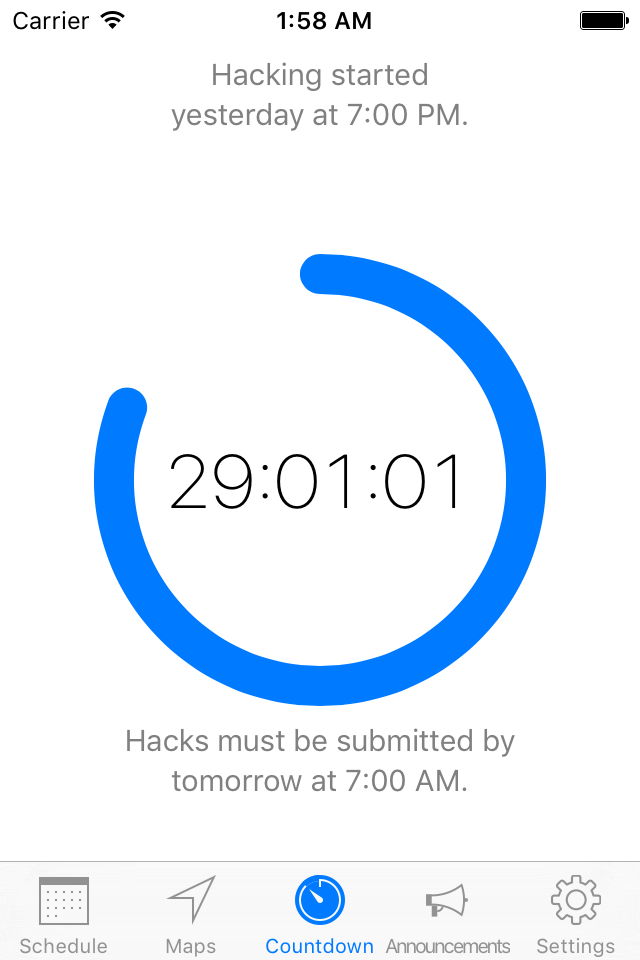 Carrier 1:58 AM
Hacking started
yesterday at 7:00 PM.
29:01:01
Hacks must be submitted by
tomorrow at 7:00 AM.
Schedule Maps Countdown Announcements Settings